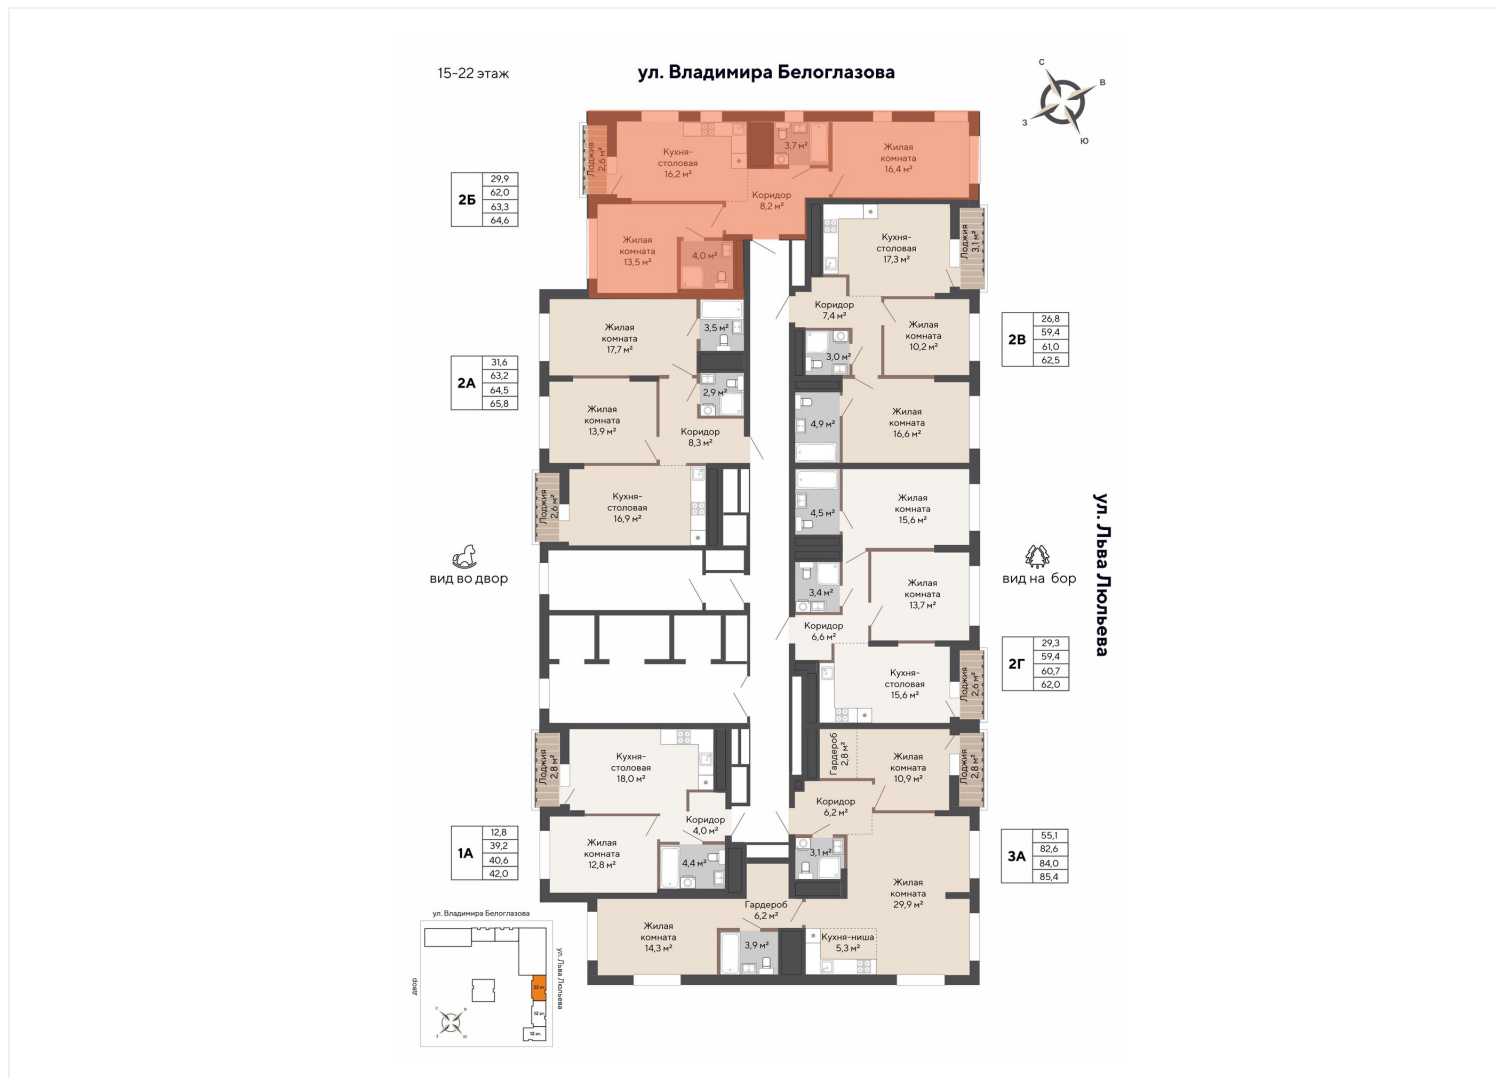 15-22 этаж
ул. Владимира Белоглазова
С
В
З
Ю
Лоджия
2,6 м²
Кухня-
столовая
16,2 м²
3,7 м²
Жилая
комната
16,4 м²
Коридор
8,2 м²
Жилая
комната
13,5 м²
4,0 м²
2Б
29,9
62,0
63,3
64,6
Кухня-
столовая
17,3 м²
Лоджия
3,1 м²
Коридор
7,4 м²
Жилая
комната
10,2 м²
3,0 м²
Жилая
комната
16,6 м²
4,9 м²
2В
26,8
59,4
61,0
62,5
Жилая
комната
17,7 м²
3,5 м²
2,9 м²
Жилая
комната
13,9 м²
Коридор
8,3 м²
Кухня-
столовая
16,9 м²
Лоджия
2,6 м²
2А
31,6
63,2
64,5
65,8
4,5 м²
Жилая
комната
15,6 м²
3,4 м²
Жилая
комната
13,7 м²
Коридор
6,6 м²
Кухня-
столовая
15,6 м²
Лоджия
2,6 м²
2Г
29,3
59,4
60,7
62,0
вид во двор
вид на бор
ул. Льва Люльева
Лоджия
2,8 м²
Кухня-
столовая
18,0 м²
Коридор
4,0 м²
Жилая
комната
12,8 м²
4,4 м²
1А
12,8
39,2
40,6
42,0
Гардероб
2,8 м²
Жилая
комната
10,9 м²
Лоджия
2,8 м²
Коридор
6,2 м²
3,1 м²
Жилая
комната
29,9 м²
Гардероб
6,2 м²
Жилая
комната
14,3 м²
3,9 м²
Кухня-ниша
5,3 м²
3А
55,1
82,6
84,0
85,4
ул. Владимира Белоглазова
двор
ул. Льва Люльева
22 эт.
12 эт.
12 эт.
С
В
З
Ю